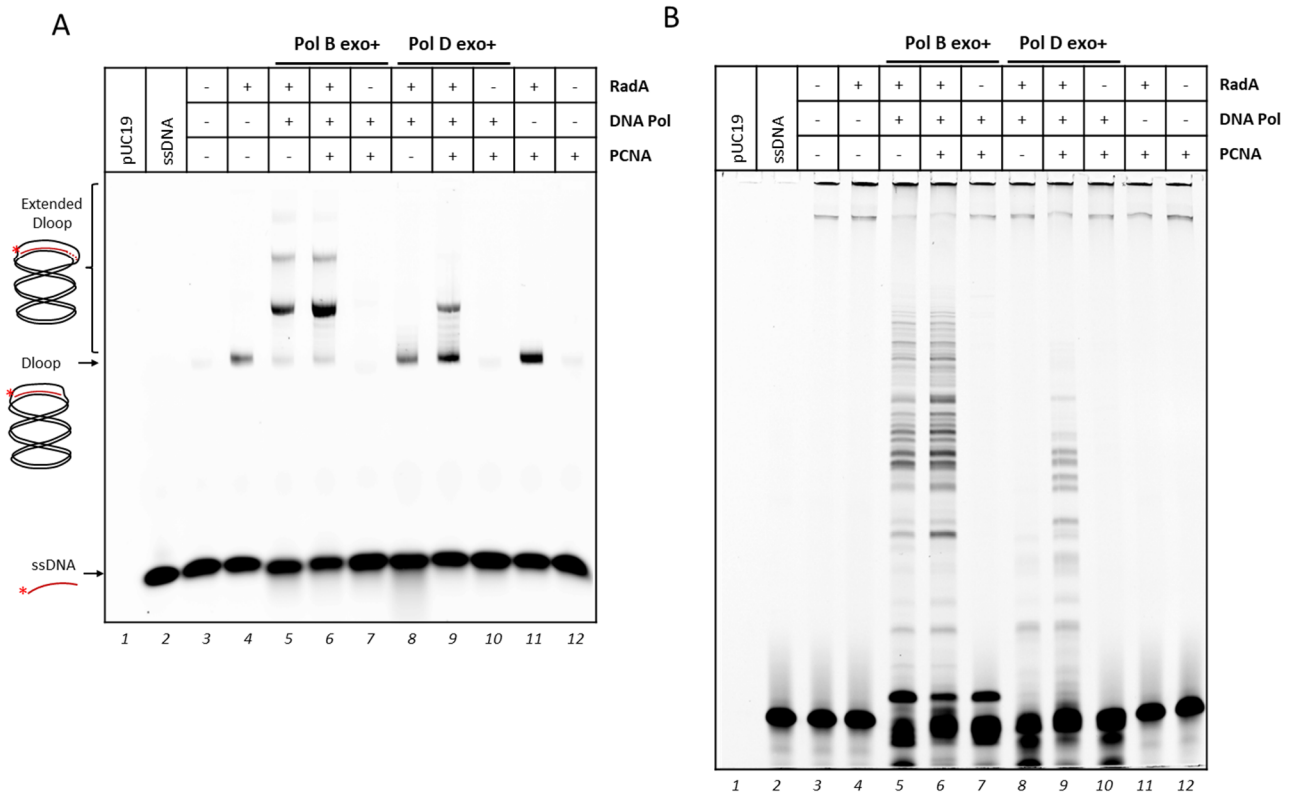 A
Pol B exo+ Pol D exo+
pUC19 ssDNA - + + + - + + - + - RadA
- - + + + + + + - - DNA Pol
- - - + + - + + + + PCNA
Extended
Dloop
*
Dloop
*
ssDNA
*
1 2 3 4 5 6 7 8 9 10 11 12
B
Pol B exo+ Pol D exo+
pUC19 ssDNA - + + + - + + - + - RadA
- - + + + + + + - - DNA Pol
- - - + + - + + + + PCNA
1 2 3 4 5 6 7 8 9 10 11 12